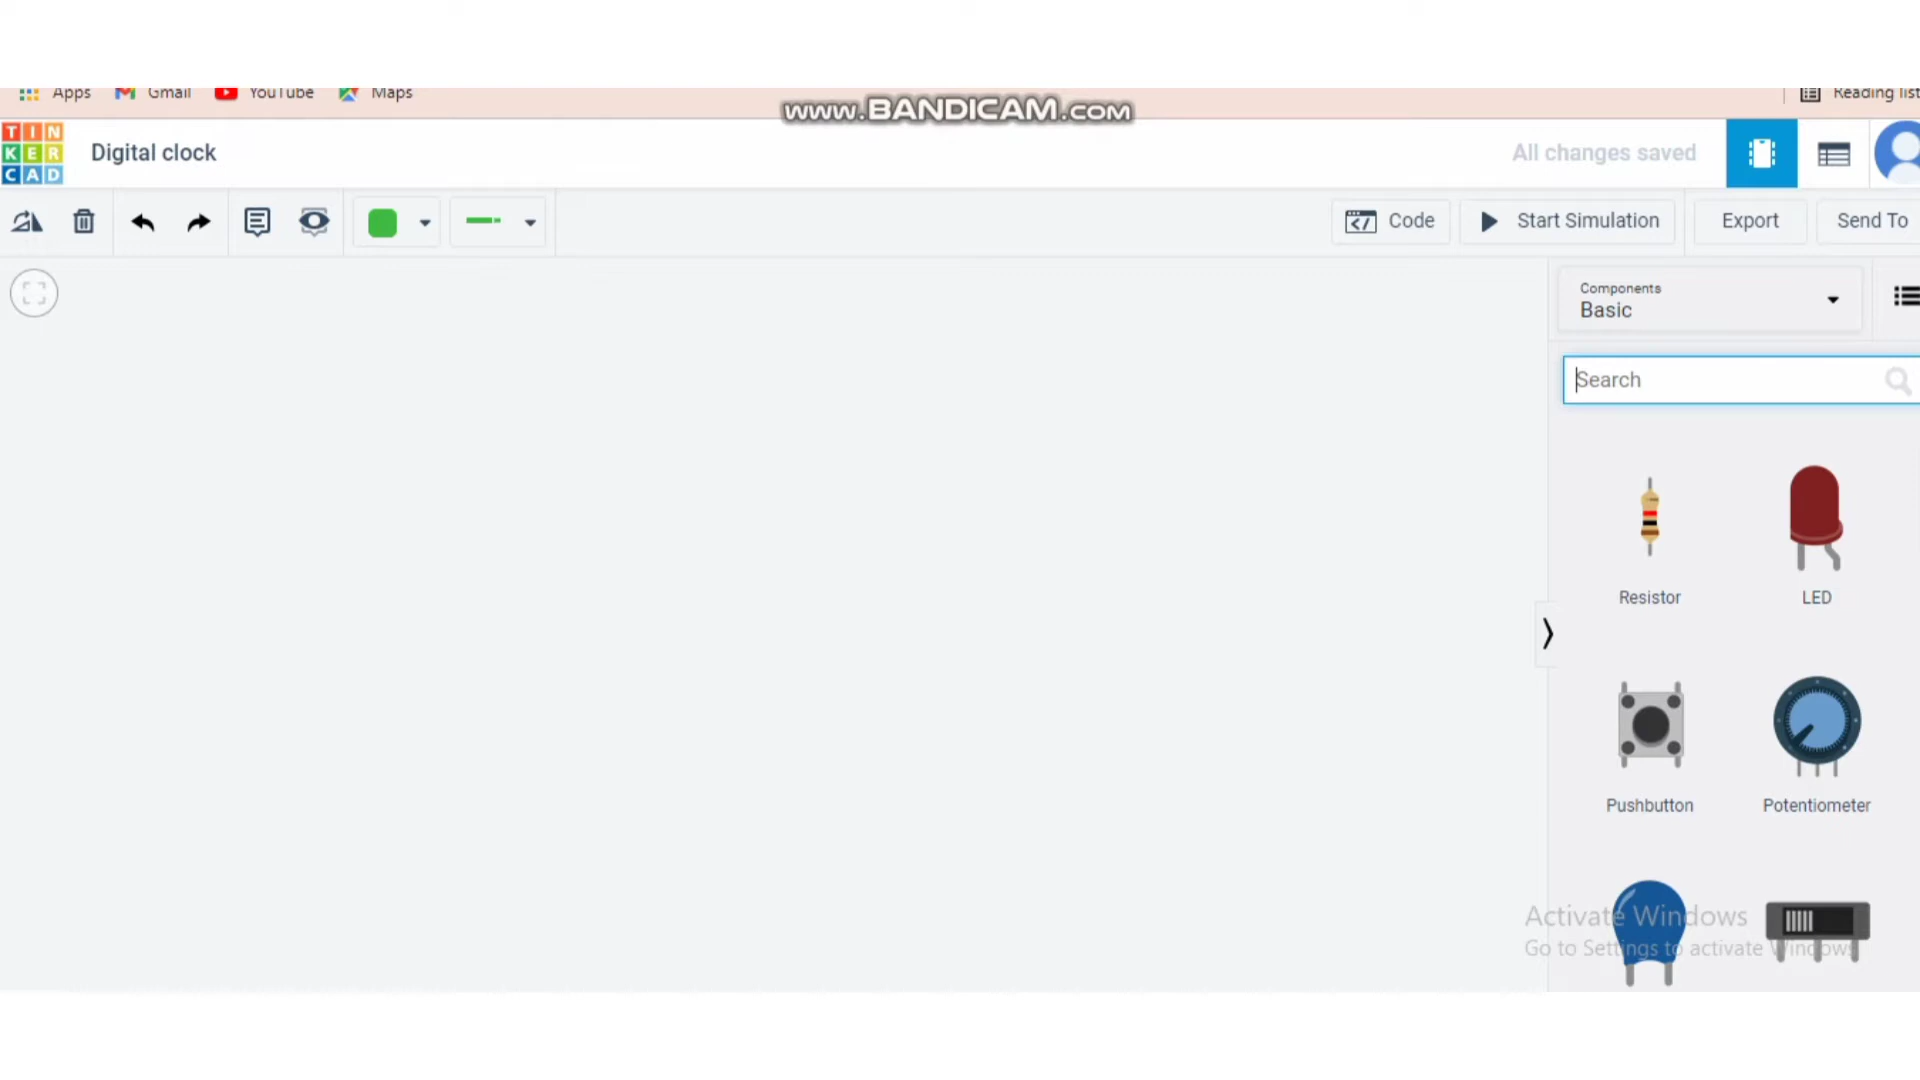 Apps Gmail YouTube Maps Reading list
www.BANDICAM.com
TIN
KER
CAD
Digital clock
All changes saved
Code
Start Simulation
Export
Send To
Components
Basic
Search
Resistor LED
Pushbutton Potentiometer
Activate Windows
Go to Settings to activate Windows